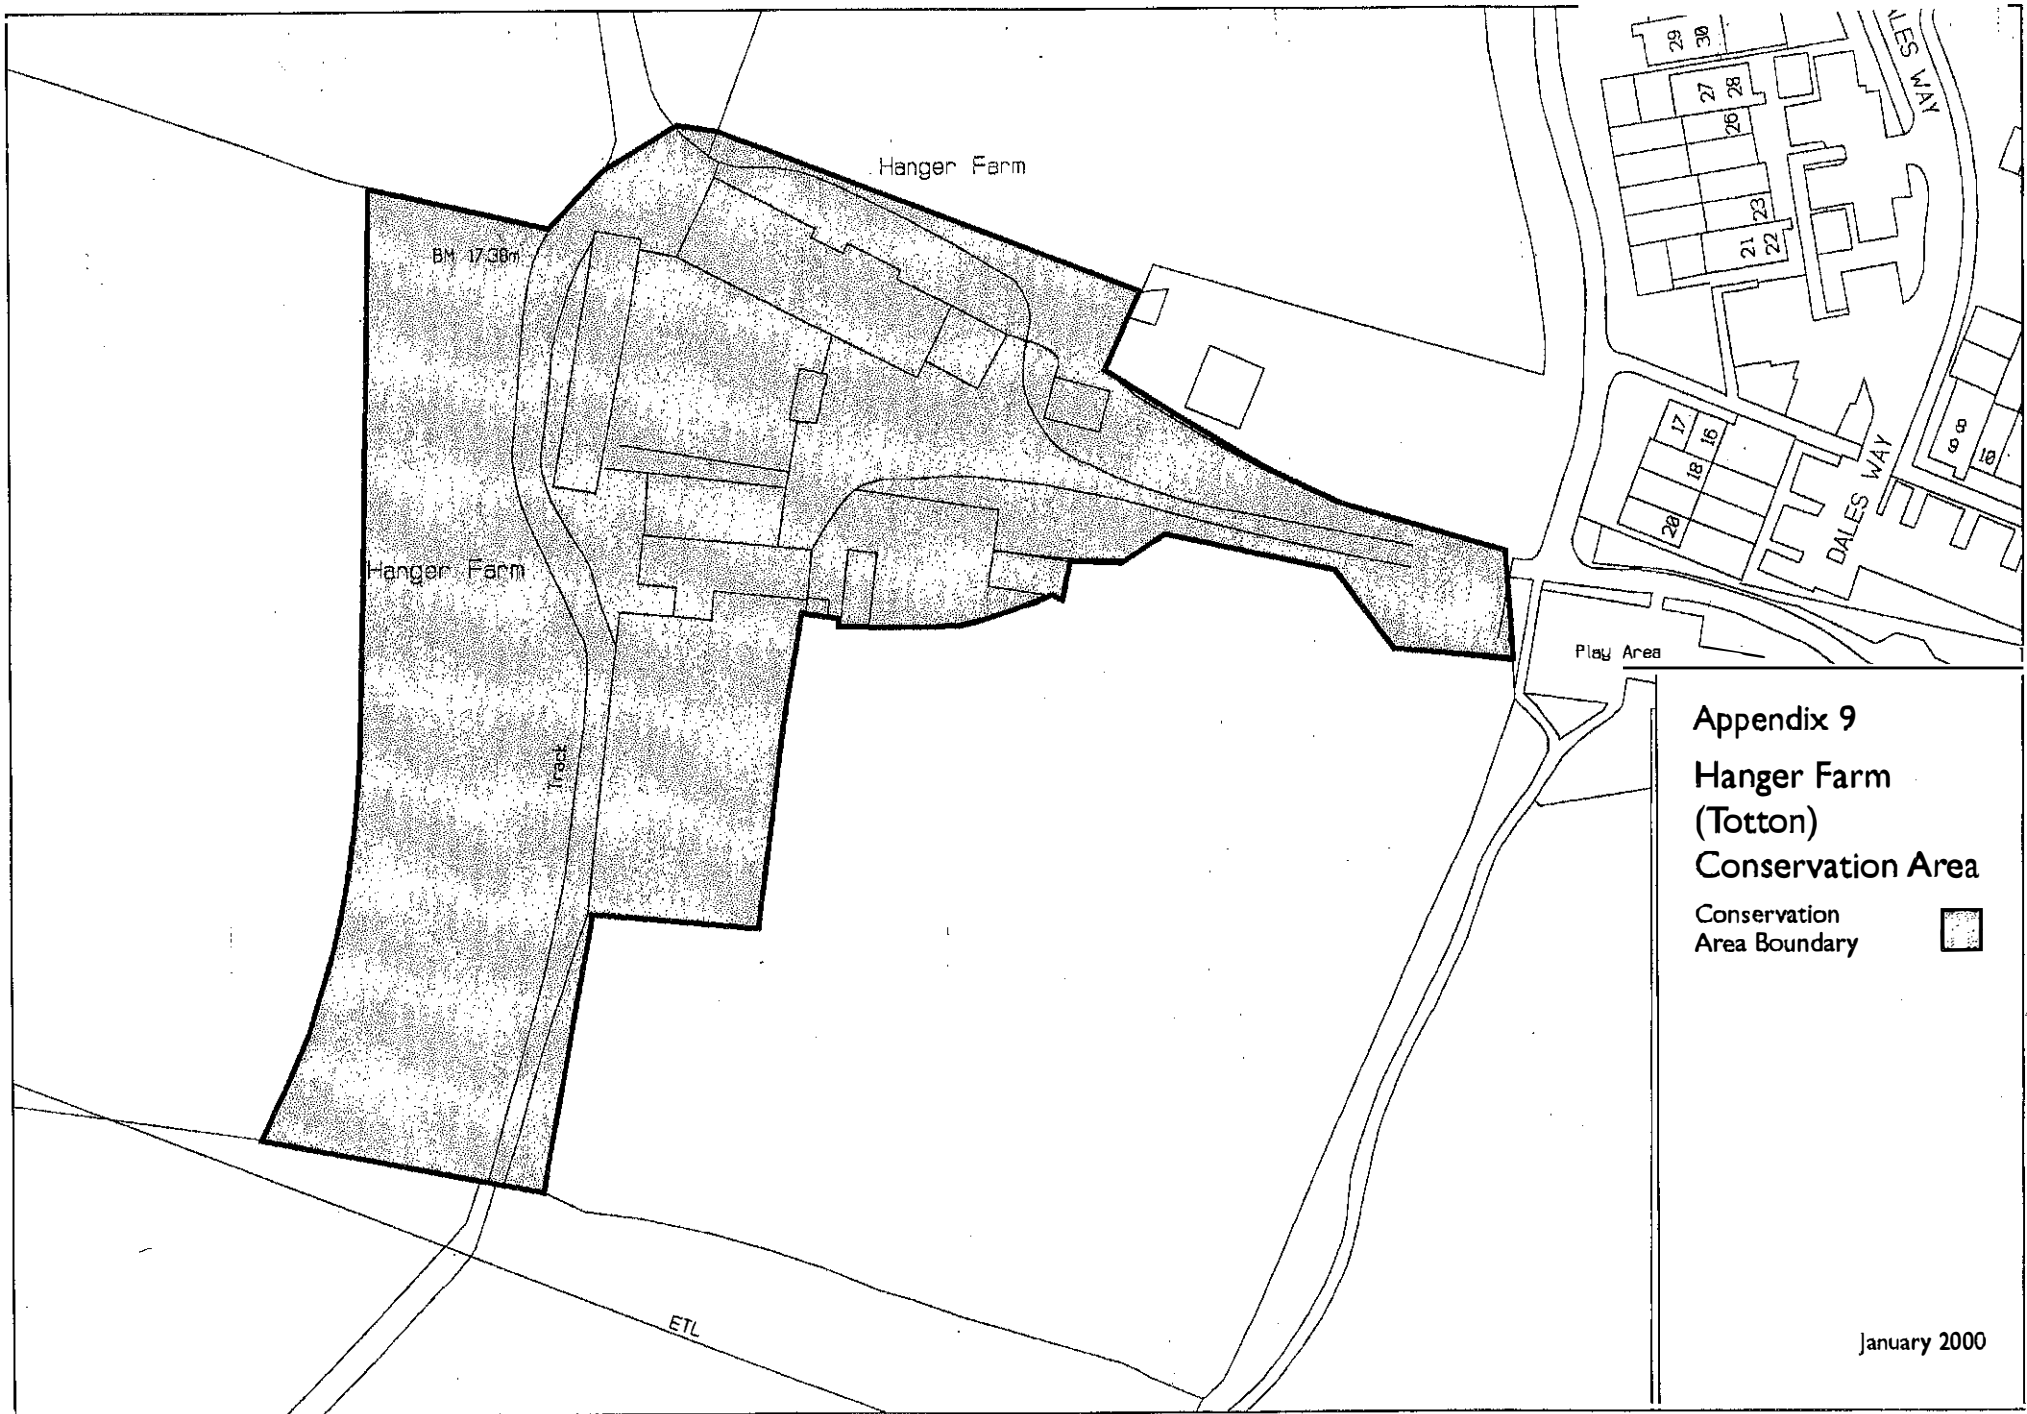 29
30
ALES WAY
27
28
26
23
21
22
Hanger Farm
BM 17.38m
17
16
18
20
8
9
10
DALES WAY
Hanger Farm
Play Area
Track
ETL
Appendix 9
Hanger Farm
(Totton)
Conservation Area
Conservation
Area Boundary
January 2000